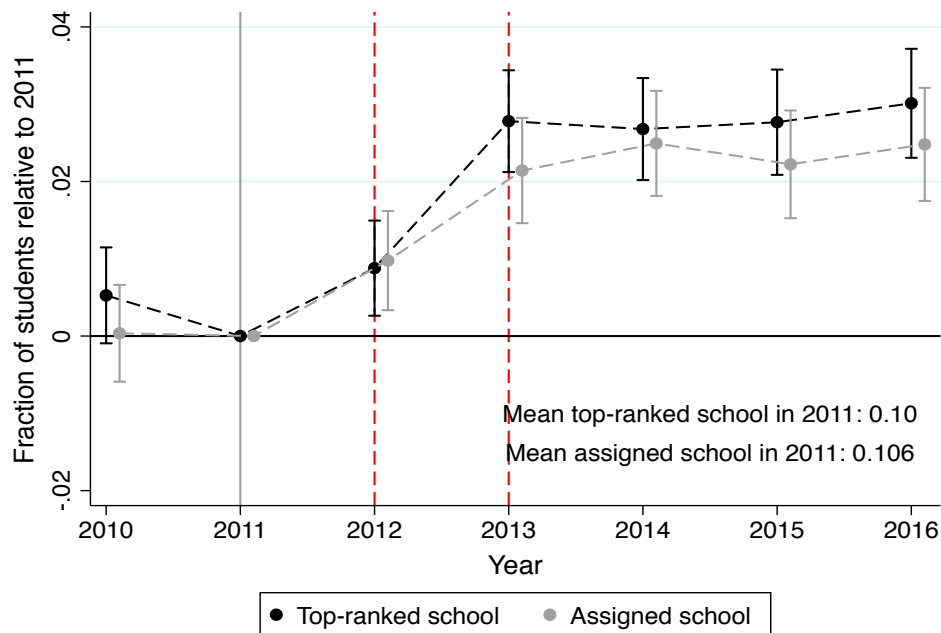 Fraction of students relative to 2011
.04
.02
0
-.02
Mean top-ranked school in 2011: 0.10
Mean assigned school in 2011: 0.106
2010 2011 2012 2013 2014 2015 2016
Year
Top-ranked school Assigned school